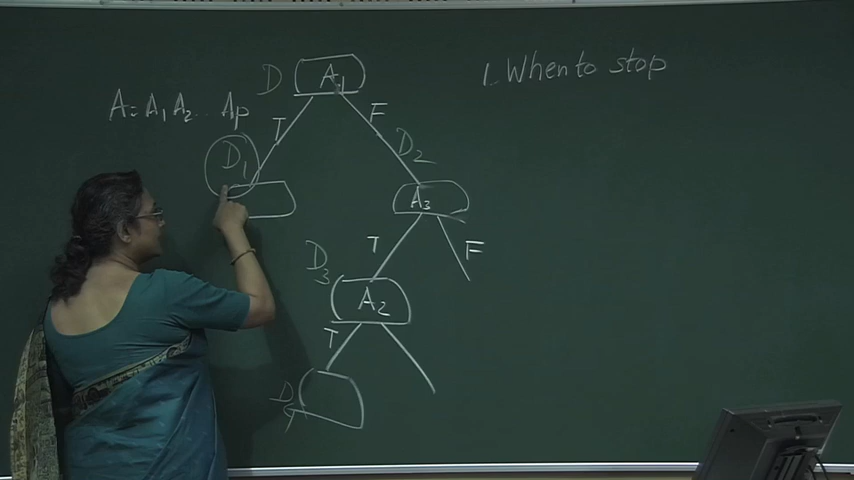 1. When to stop
D A1
A = A1 A2 .. Ap
T F
D1 D2
A3
T F
D3
A2
T
D